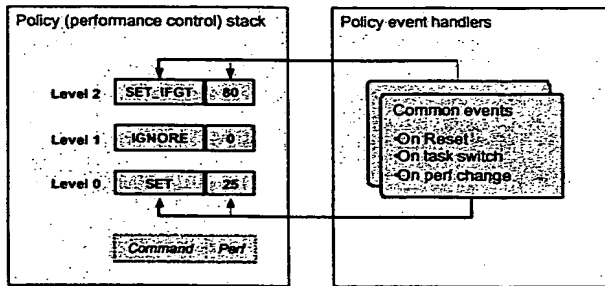 Policy (performance control) stack
Level 2 SET_IFGT 80
Level 1 IGNORE 0
Level 0 SET 25
Command Perf
Policy event handlers
Common events
•On Reset
•On task switch
•On perf change